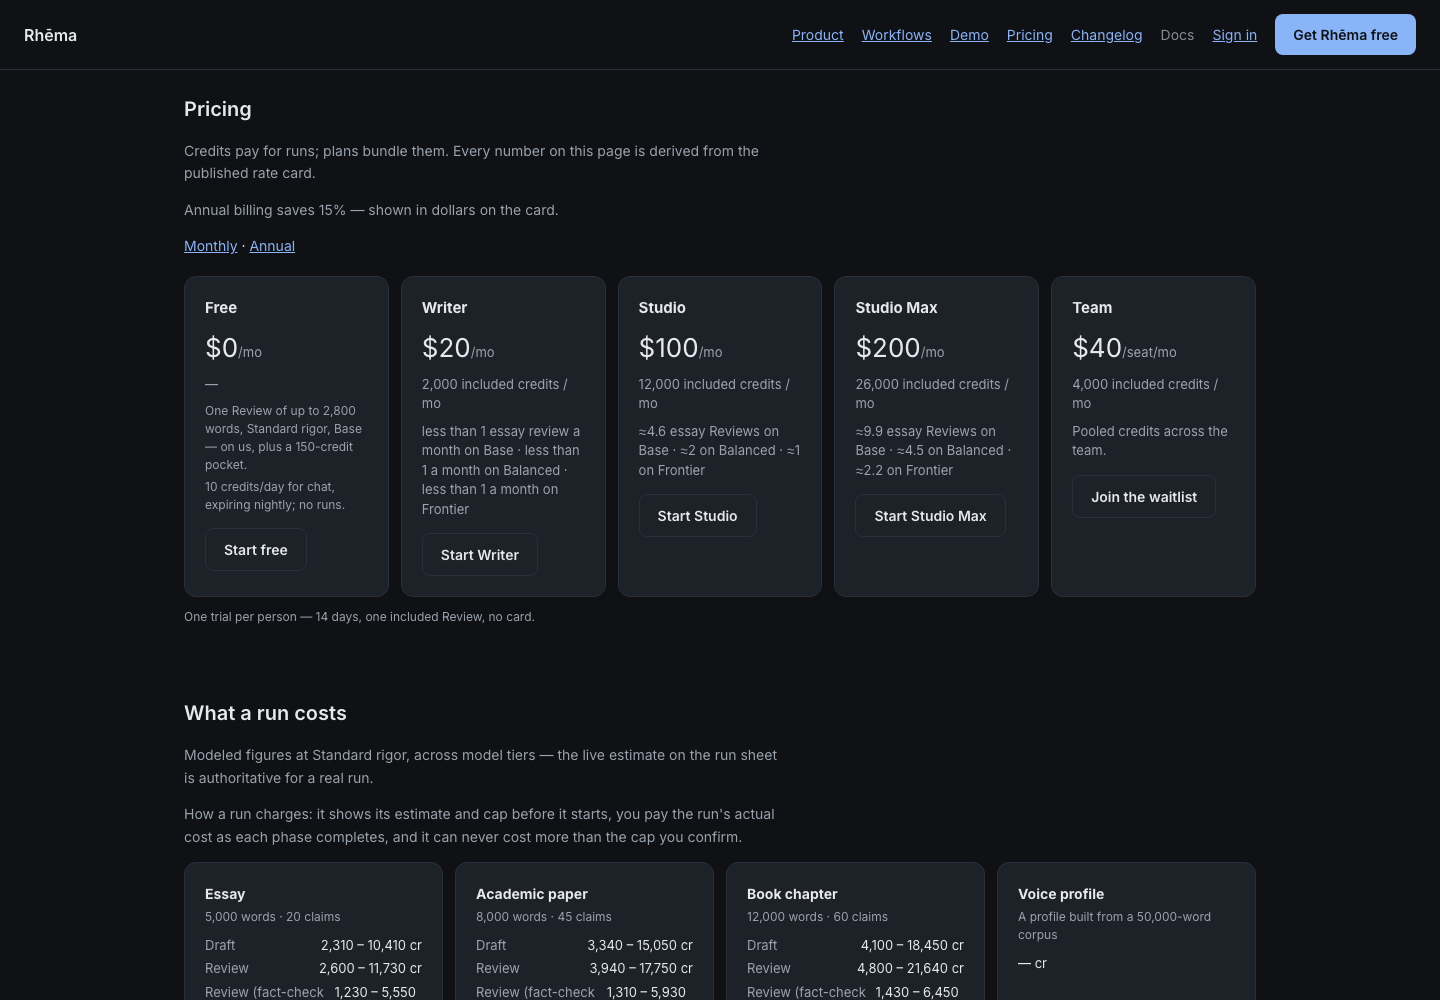 Rhēma
Product Workflows Demo Pricing Changelog Docs Sign in Get Rhēma free
Pricing
Credits pay for runs; plans bundle them. Every number on this page is derived from the
published rate card.
Annual billing saves 15% — shown in dollars on the card.
Monthly · Annual
Free
$0/mo
—
One Review of up to 2,800
words, Standard rigor, Base
— on us, plus a 150-credit
pocket.
10 credits/day for chat,
expiring nightly; no runs.
Start free
Writer
$20/mo
2,000 included credits /
mo
less than 1 essay review a
month on Base · less than
1 a month on Balanced ·
less than 1 a month on
Frontier
Start Writer
Studio
$100/mo
12,000 included credits /
mo
≈4.6 essay Reviews on
Base · ≈2 on Balanced · ≈1
on Frontier
Start Studio
Studio Max
$200/mo
26,000 included credits /
mo
≈9.9 essay Reviews on
Base · ≈4.5 on Balanced ·
≈2.2 on Frontier
Start Studio Max
Team
$40/seat/mo
4,000 included credits /
mo
Pooled credits across the
team.
Join the waitlist
One trial per person — 14 days, one included Review, no card.
What a run costs
Modeled figures at Standard rigor, across model tiers — the live estimate on the run sheet
is authoritative for a real run.
How a run charges: it shows its estimate and cap before it starts, you pay the run's actual
cost as each phase completes, and it can never cost more than the cap you confirm.
Essay
5,000 words · 20 claims
Draft 2,310 – 10,410 cr
Review 2,600 – 11,730 cr
Review (fact-check 1,230 – 5,550
Academic paper
8,000 words · 45 claims
Draft 3,340 – 15,050 cr
Review 3,940 – 17,750 cr
Review (fact-check 1,310 – 5,930
Book chapter
12,000 words · 60 claims
Draft 4,100 – 18,450 cr
Review 4,800 – 21,640 cr
Review (fact-check 1,430 – 6,450
Voice profile
A profile built from a 50,000-word
corpus
— cr